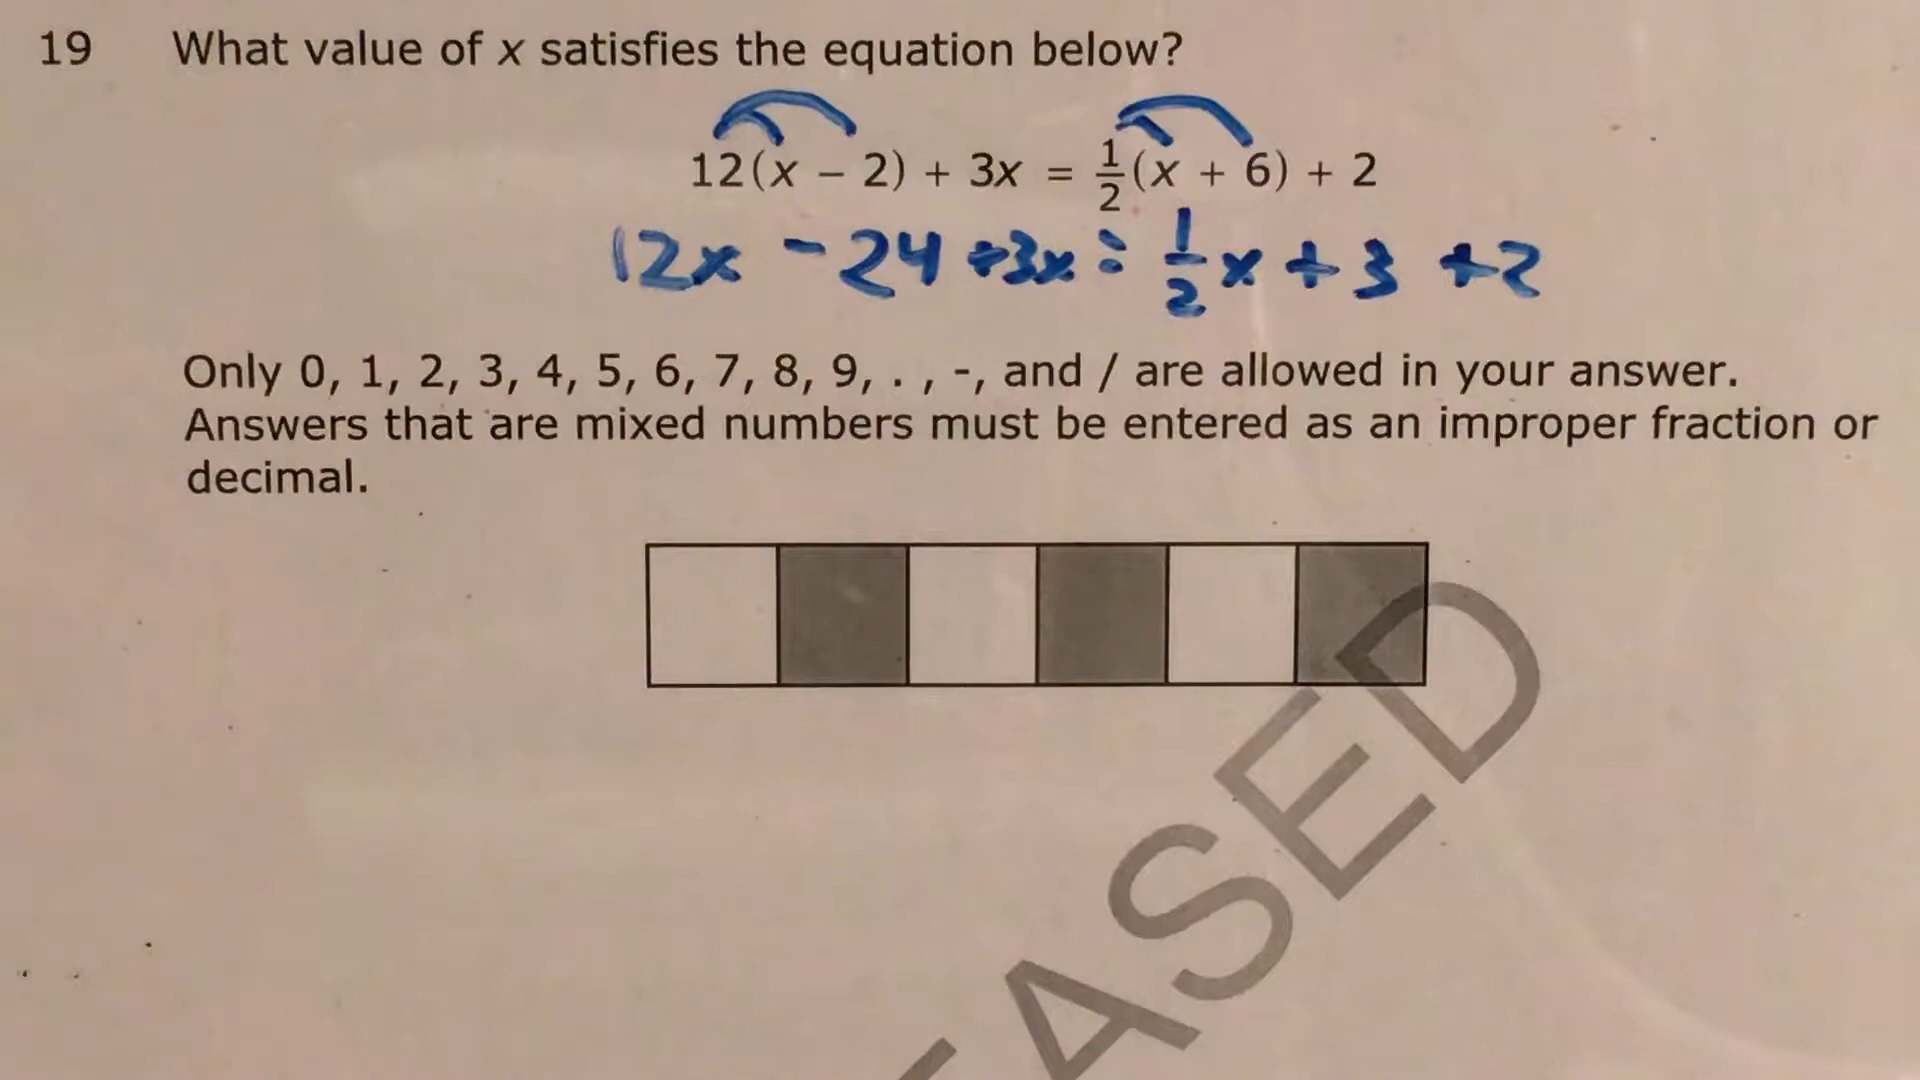 19 What value of x satisfies the equation below?
12(x – 2) + 3x = 1/2(x + 6) + 2
12x - 24 +3x = 1/2x + 3 +2
Only 0, 1, 2, 3, 4, 5, 6, 7, 8, 9, . , -, and / are allowed in your answer.
Answers that are mixed numbers must be entered as an improper fraction or
decimal.
EASED